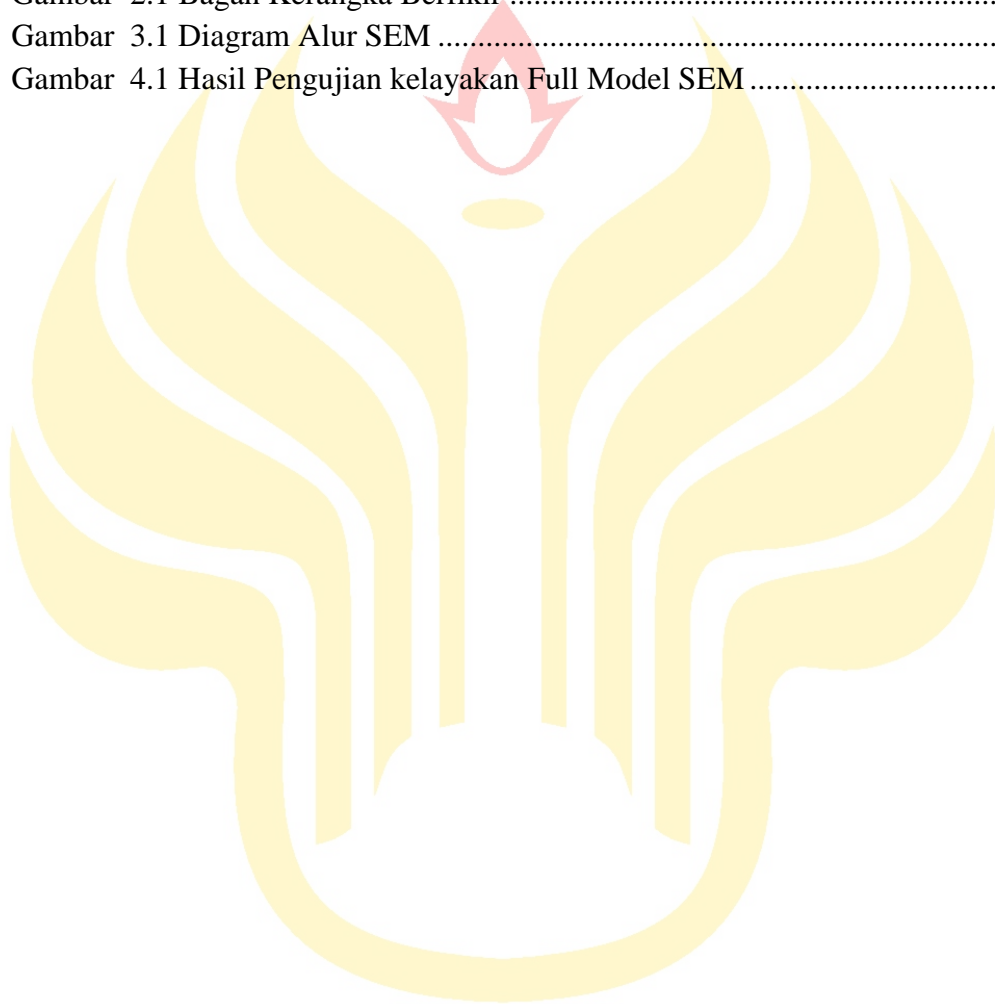 Gambar 2.1 Bagan Kerangka Berfikir ................................................................
Gambar 3.1 Diagram Alur SEM ......................................................................
Gambar 4.1 Hasil Pengujian kelayakan Full Model SEM ...............................